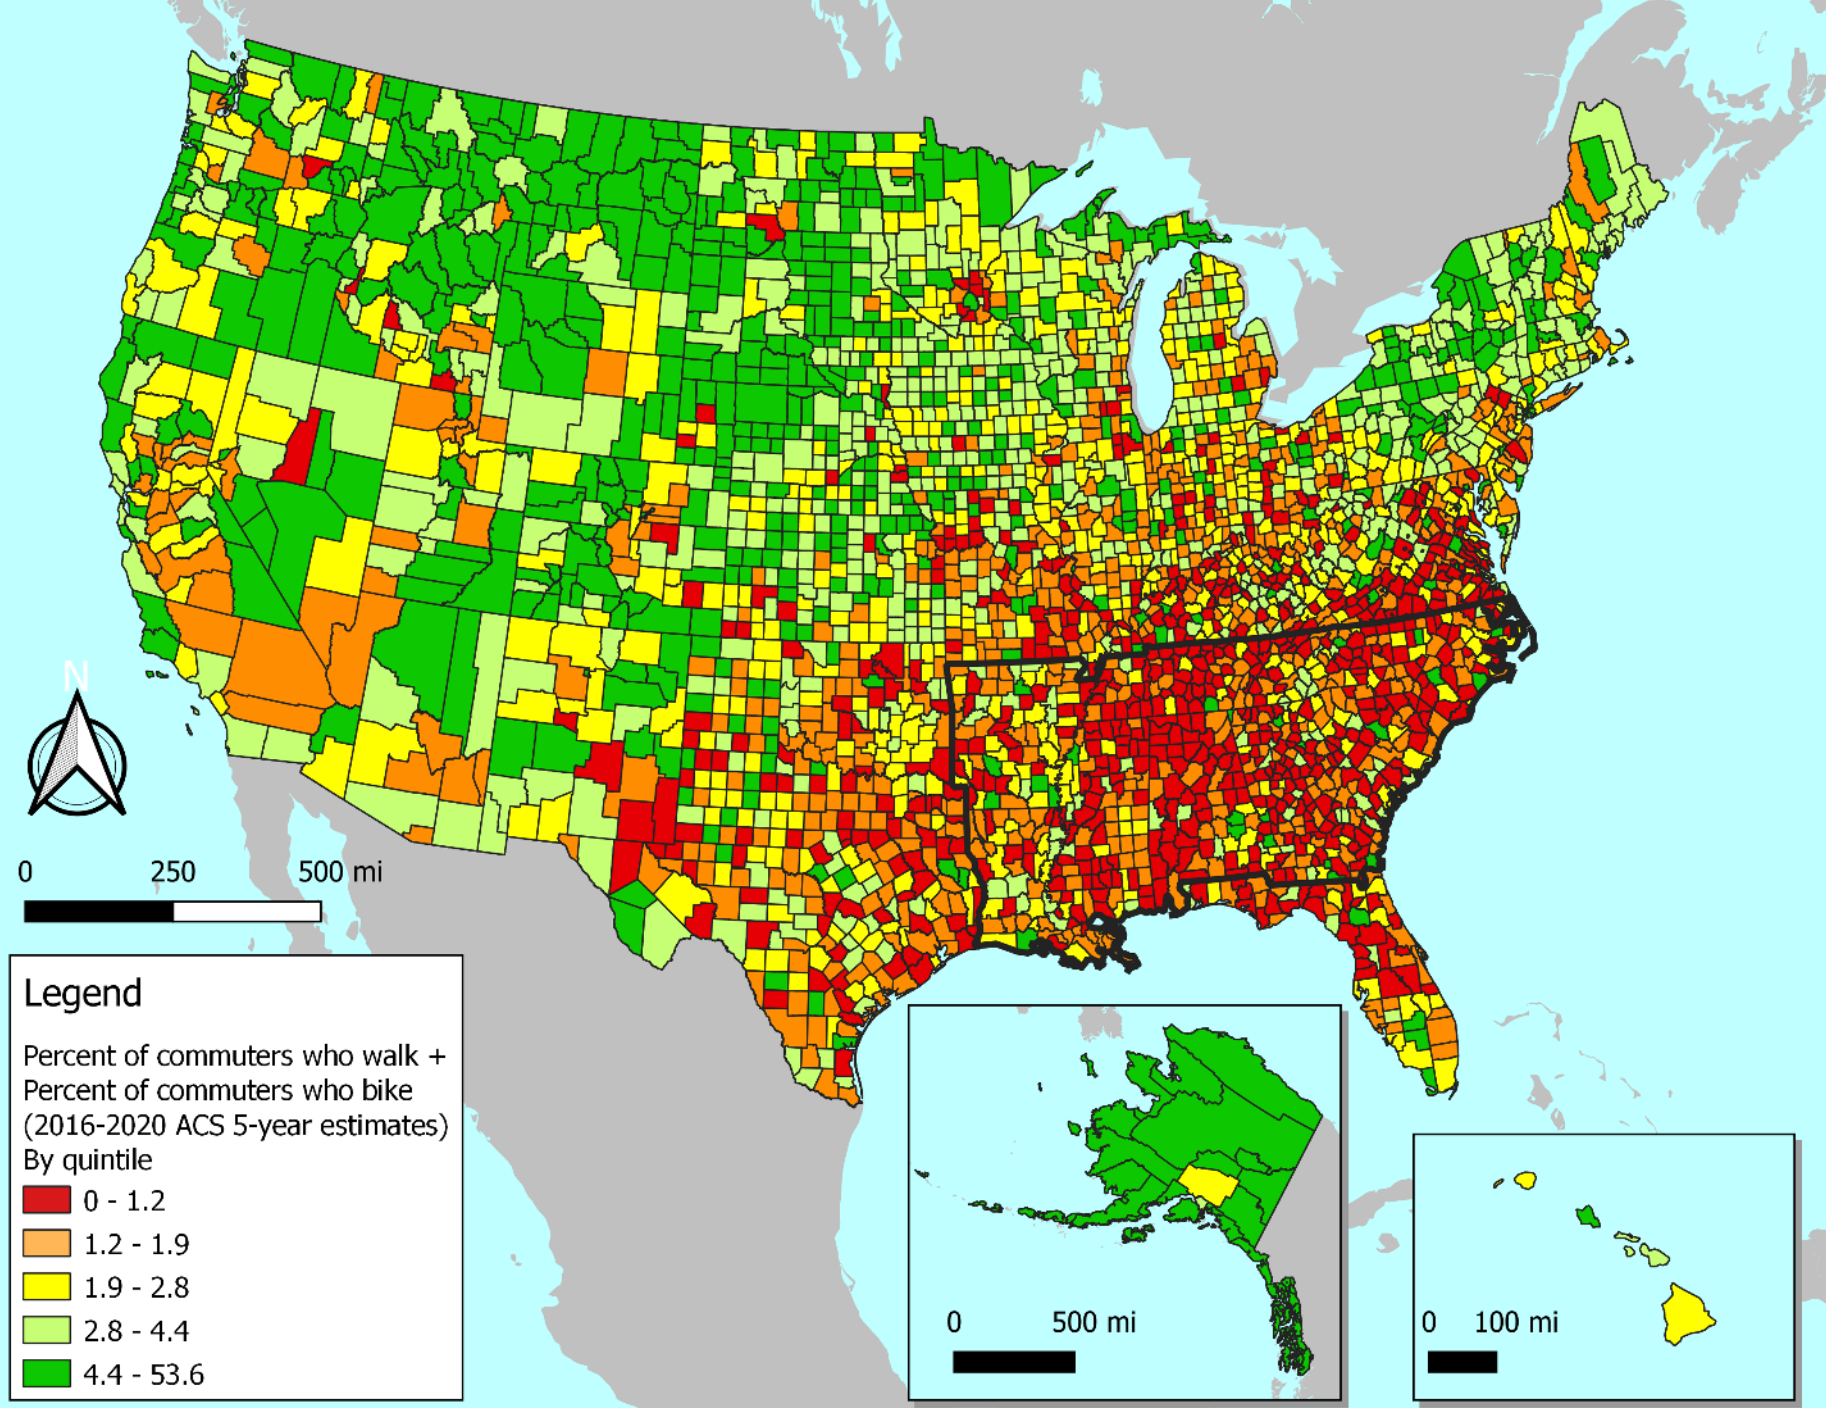 N
0 250 500 mi
Legend
Percent of commuters who walk +
Percent of commuters who bike
(2016-2020 ACS 5-year estimates)
By quintile
0 - 1.2
1.2 - 1.9
1.9 - 2.8
2.8 - 4.4
4.4 - 53.6
0 500 mi
0 100 mi